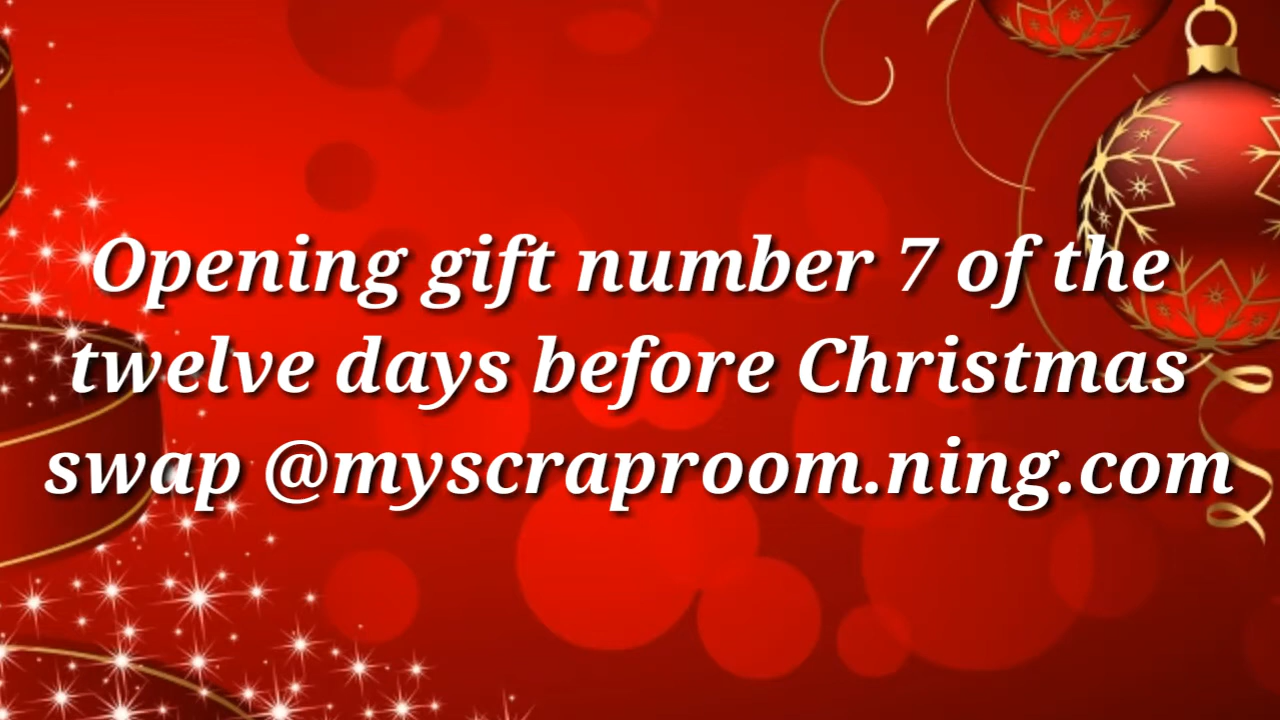 Opening gift number 7 of the
twelve days before Christmas
swap @myscraproom.ning.com